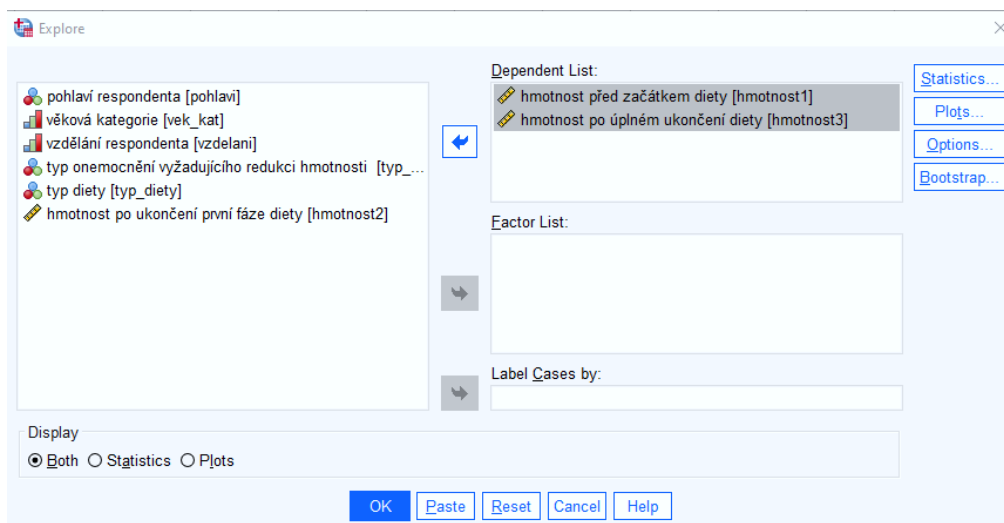 Explore
pohlaví respondenta [pohlavi]
věková kategorie [vek_kat]
vzdělání respondenta [vzdelani]
typ onemocnění vyžadujícího redukci hmotnosti [typ_...
typ diety [typ_diety]
hmotnost po ukončení první fáze diety [hmotnost2]
Dependent List:
hmotnost před začátkem diety [hmotnost1]
hmotnost po úplném ukončení diety [hmotnost3]
Factor List:
Label Cases by:
Statistics...
Plots...
Options...
Bootstrap...
Display
Both Statistics Plots
OK Paste Reset Cancel Help